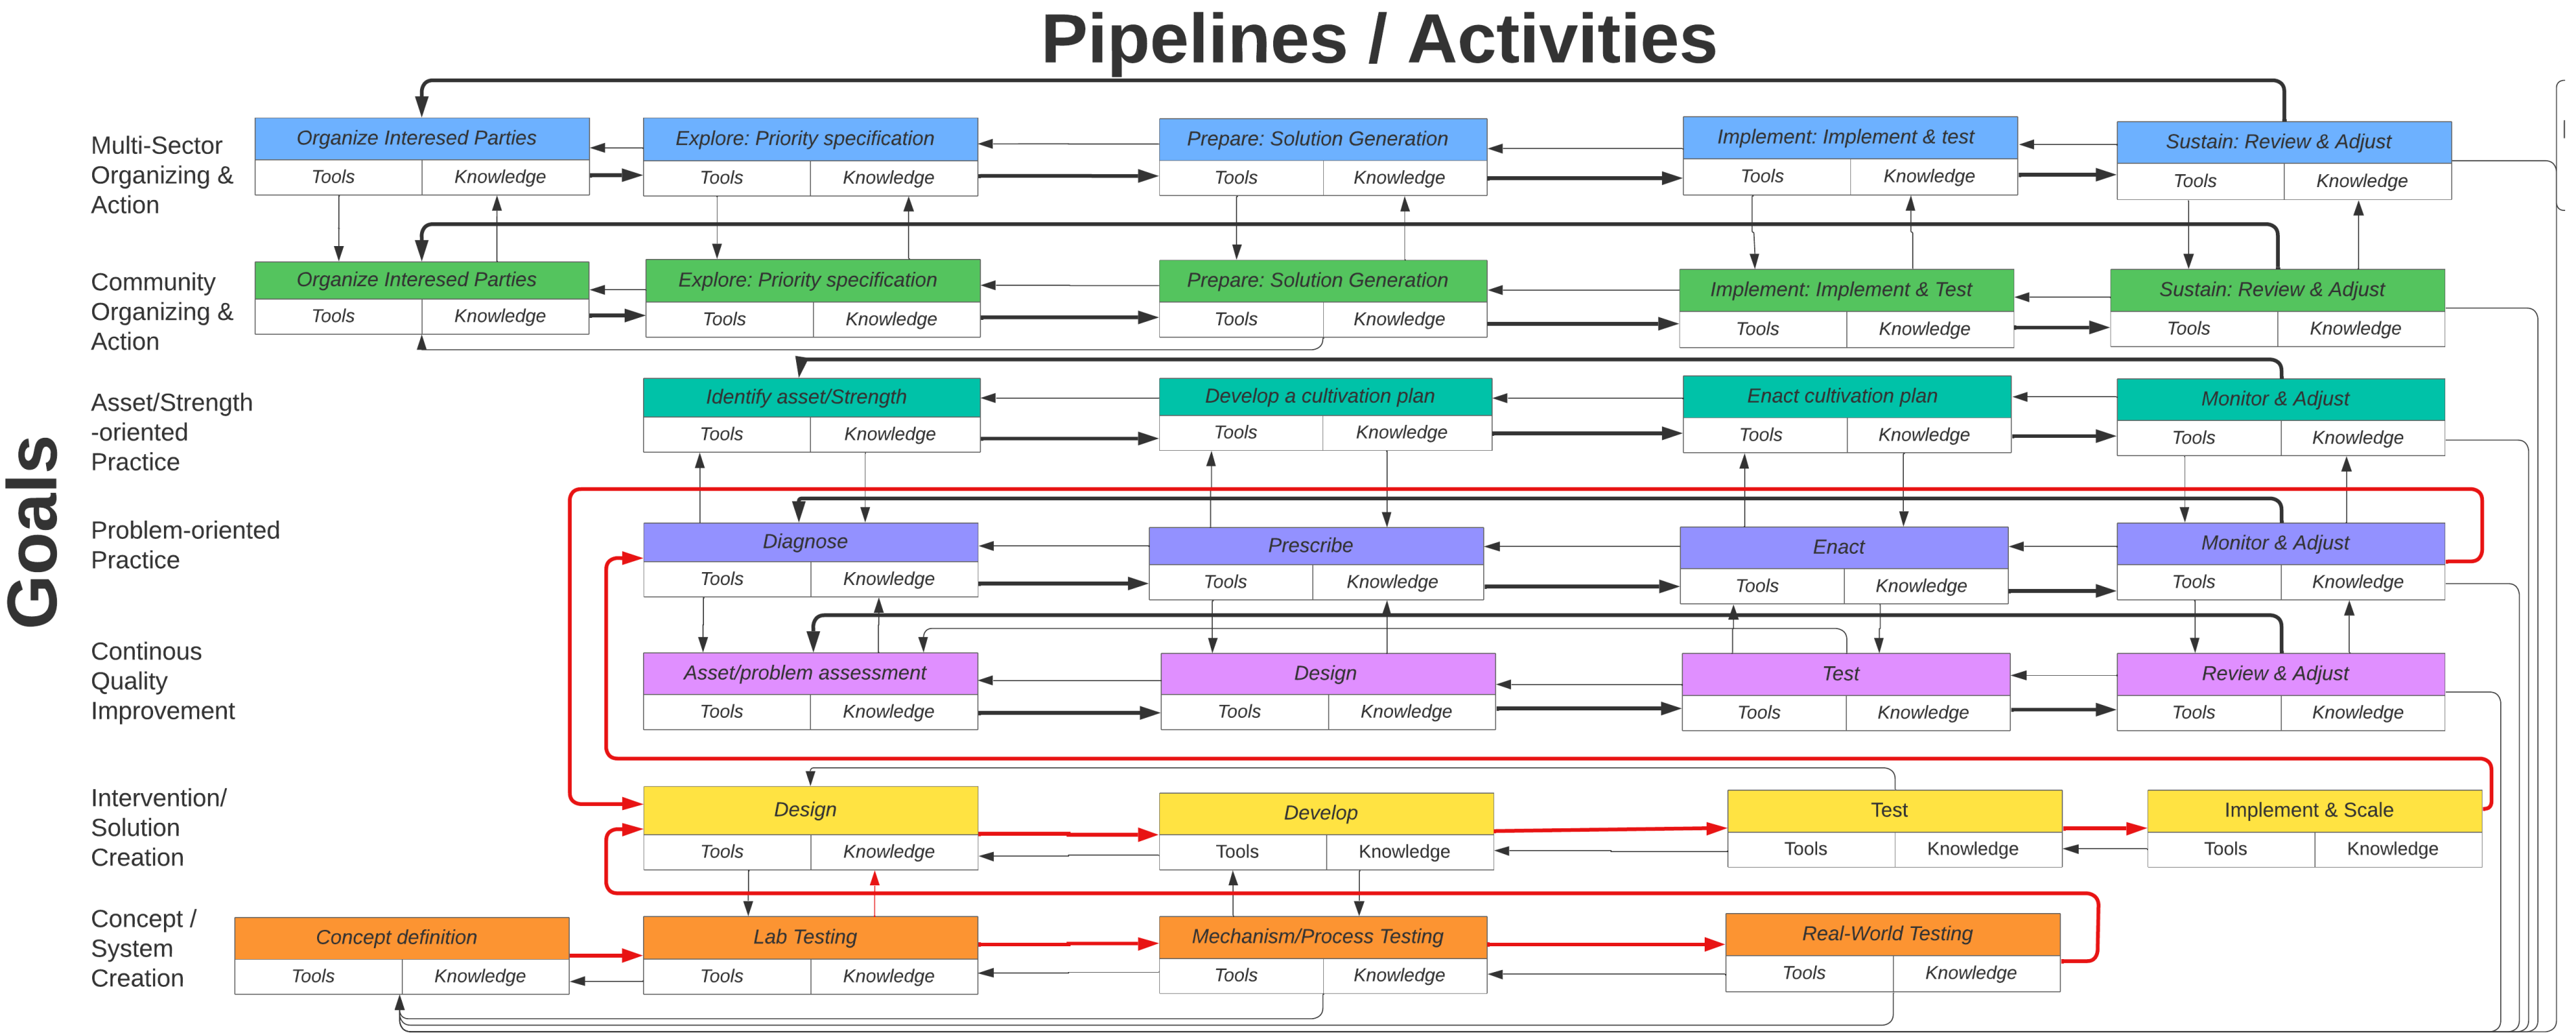 Pipelines / Activities
Goals
Multi-Sector
Organizing &
Action
Organize Interesed Parties
Tools Knowledge
Explore: Priority specification
Tools Knowledge
Prepare: Solution Generation
Tools Knowledge
Implement: Implement & test
Tools Knowledge
Sustain: Review & Adjust
Tools Knowledge
Community
Organizing &
Action
Organize Interesed Parties
Tools Knowledge
Explore: Priority specification
Tools Knowledge
Prepare: Solution Generation
Tools Knowledge
Implement: Implement & Test
Tools Knowledge
Sustain: Review & Adjust
Tools Knowledge
Asset/Strength
-oriented
Practice
Identify asset/Strength
Tools Knowledge
Develop a cultivation plan
Tools Knowledge
Enact cultivation plan
Tools Knowledge
Monitor & Adjust
Tools Knowledge
Problem-oriented
Practice
Diagnose
Tools Knowledge
Prescribe
Tools Knowledge
Enact
Tools Knowledge
Monitor & Adjust
Tools Knowledge
Continous
Quality
Improvement
Asset/problem assessment
Tools Knowledge
Design
Tools Knowledge
Test
Tools Knowledge
Review & Adjust
Tools Knowledge
Intervention/
Solution
Creation
Design
Tools Knowledge
Develop
Tools Knowledge
Test
Tools Knowledge
Implement & Scale
Tools Knowledge
Concept /
System
Creation
Concept definition
Tools Knowledge
Lab Testing
Tools Knowledge
Mechanism/Process Testing
Tools Knowledge
Real-World Testing
Tools Knowledge